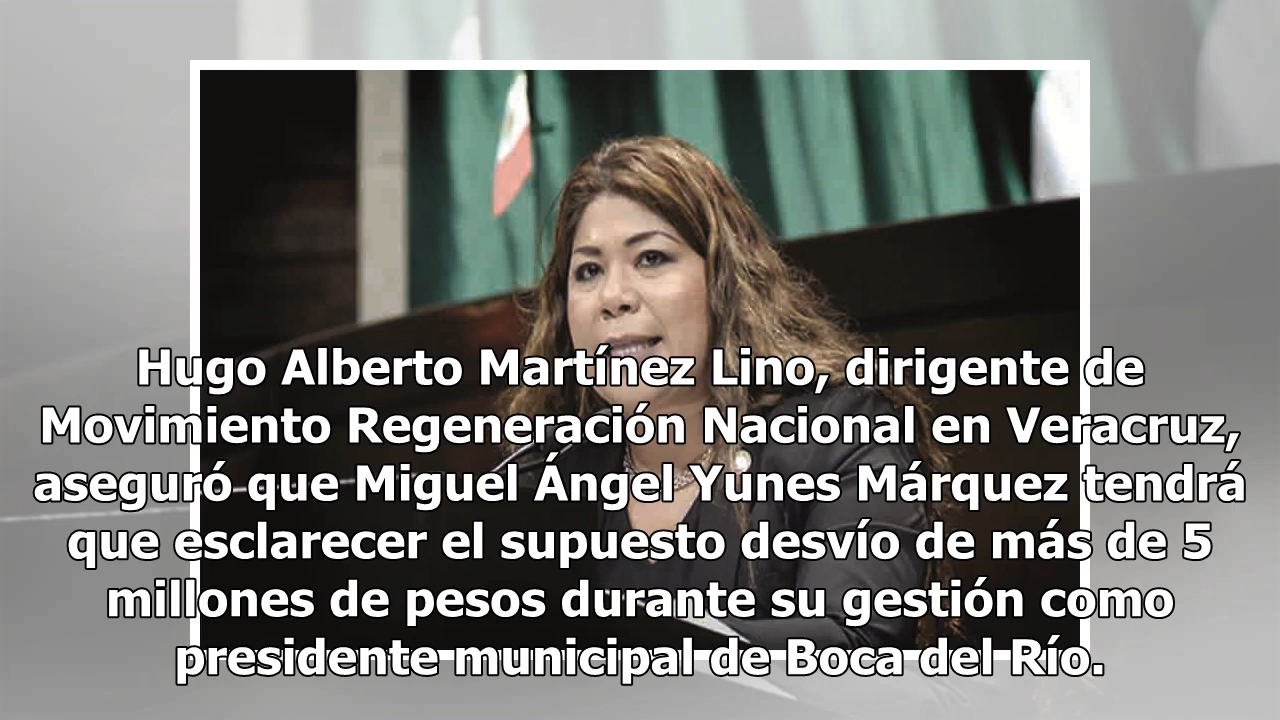 Hugo Alberto Martínez Lino, dirigente de
Movimiento Regeneración Nacional en Veracruz,
aseguró que Miguel Ángel Yunes Márquez tendrá
que esclarecer el supuesto desvío de más de 5
millones de pesos durante su gestión como
presidente municipal de Boca del Río.